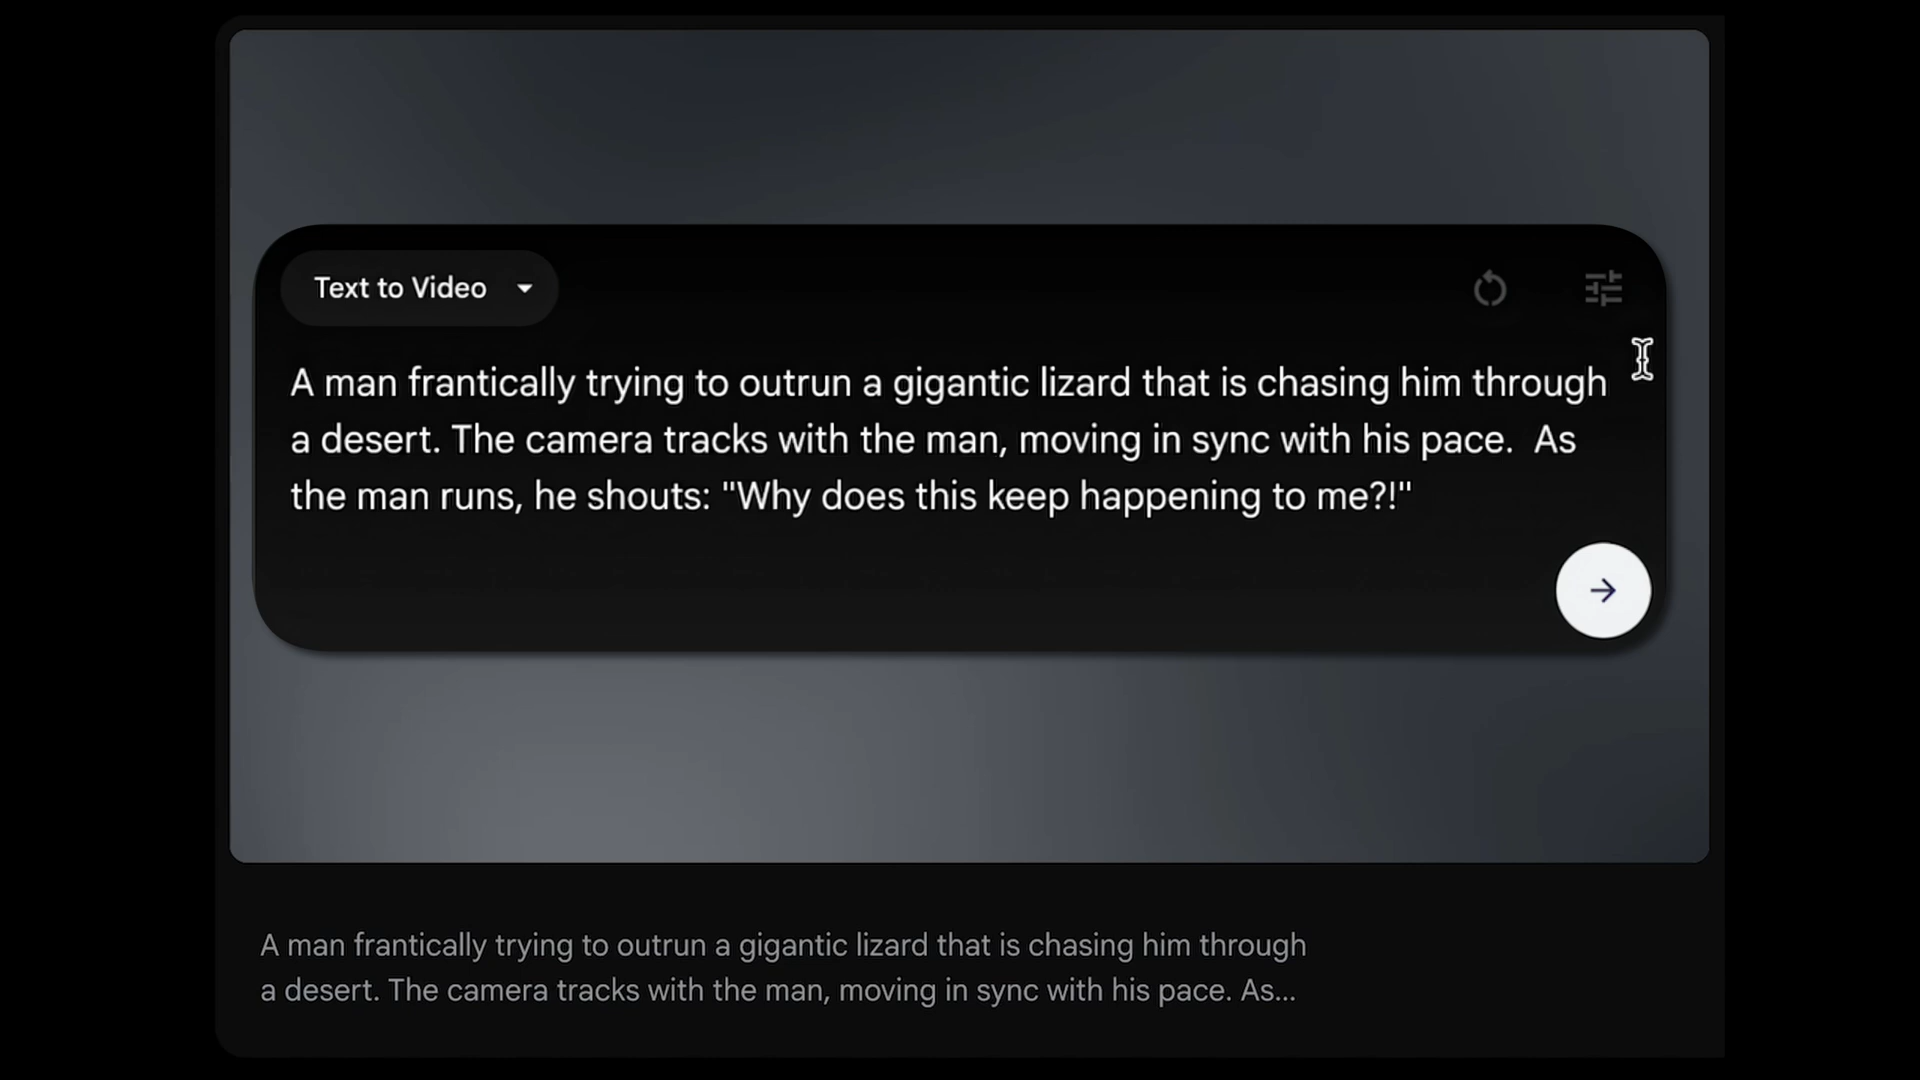 Text to Video
A man frantically trying to outrun a gigantic lizard that is chasing him through
a desert. The camera tracks with the man, moving in sync with his pace.  As
the man runs, he shouts: "Why does this keep happening to me?!"
A man frantically trying to outrun a gigantic lizard that is chasing him through
a desert. The camera tracks with the man, moving in sync with his pace. As...